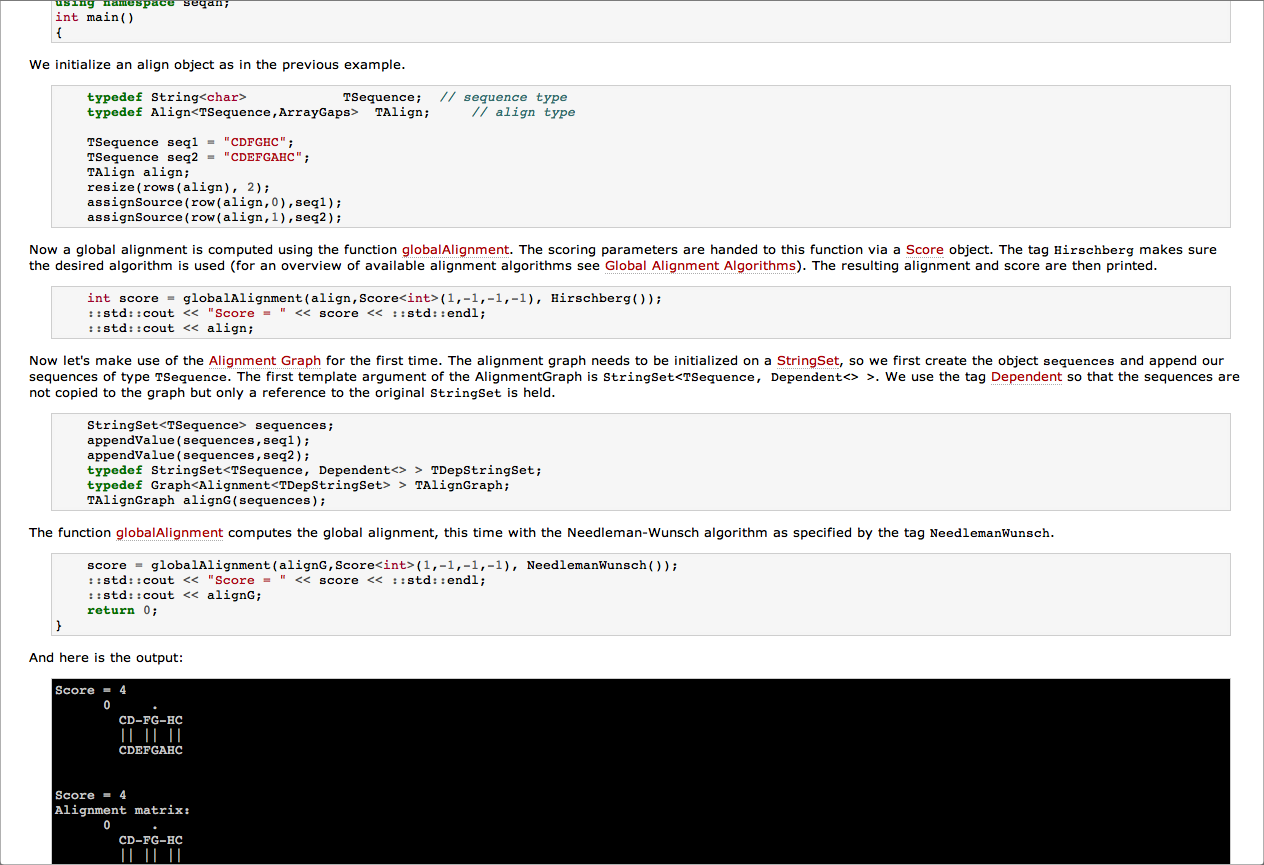 using namespace seqan;
int main()
{
We initialize an align object as in the previous example.
typedef String<char>            TSequence;  // sequence type
typedef Align<TSequence,ArrayGaps>  TAlign;     // align type
TSequence seq1 = "CDFGHC";
TSequence seq2 = "CDEFGAHC";
TAlign align;
resize(rows(align), 2);
assignSource(row(align,0),seq1);
assignSource(row(align,1),seq2);
Now a global alignment is computed using the function globalAlignment. The scoring parameters are handed to this function via a Score object. The tag Hirschberg makes sure
the desired algorithm is used (for an overview of available alignment algorithms see Global Alignment Algorithms). The resulting alignment and score are then printed.
int score = globalAlignment(align,Score<int>(1,-1,-1,-1), Hirschberg());
::std::cout << "Score = " << score << ::std::endl;
::std::cout << align;
Now let's make use of the Alignment Graph for the first time. The alignment graph needs to be initialized on a StringSet, so we first create the object sequences and append our
sequences of type TSequence. The first template argument of the AlignmentGraph is StringSet<TSequence, Dependent<> >. We use the tag Dependent so that the sequences are
not copied to the graph but only a reference to the original StringSet is held.
StringSet<TSequence> sequences;
appendValue(sequences,seq1);
appendValue(sequences,seq2);
typedef StringSet<TSequence, Dependent<> > TDepStringSet;
typedef Graph<Alignment<TDepStringSet> > TAlignGraph;
TAlignGraph alignG(sequences);
The function globalAlignment computes the global alignment, this time with the Needleman-Wunsch algorithm as specified by the tag NeedlemanWunsch.
score = globalAlignment(alignG,Score<int>(1,-1,-1,-1), NeedlemanWunsch());
::std::cout << "Score = " << score << ::std::endl;
::std::cout << alignG;
return 0;
}
And here is the output:
Score = 4
0     .
CD-FG-HC
|| || ||
CDEFGAHC
Score = 4
Alignment matrix:
0     .
CD-FG-HC
|| || ||